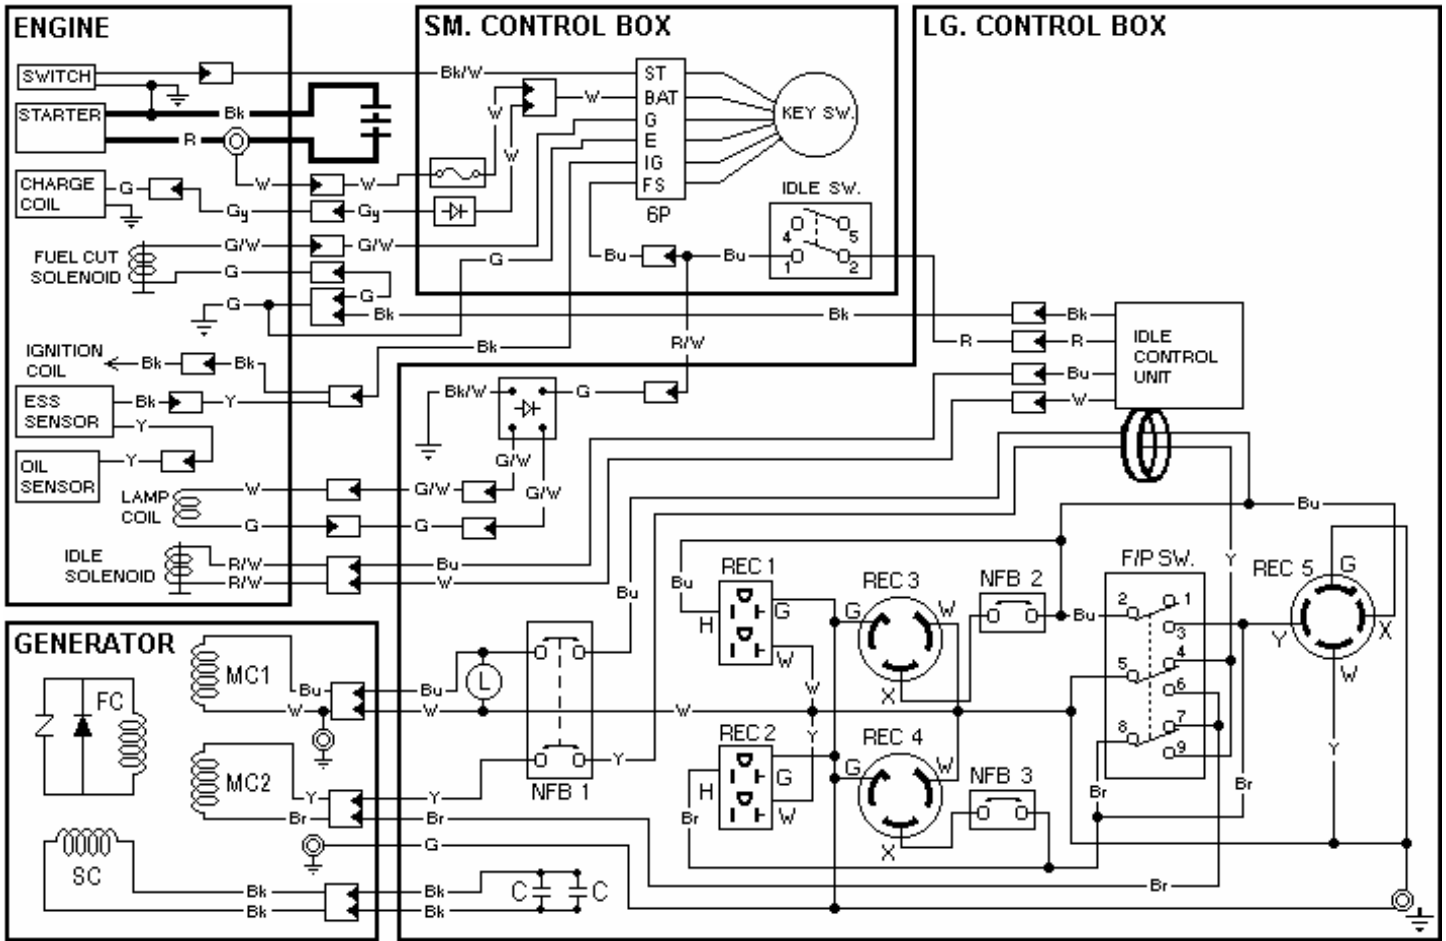 ENGINE
SM. CONTROL BOX
LG. CONTROL BOX
SWITCH
STARTER
Bk
R
CHARGE
COIL
G
W
W
Gy
Gy
FUEL CUT
SOLENOID
G/W
G/W
G
G
G
IGNITION
COIL
Bk
Bk
ESS
SENSOR
Bk
Y
Y
OIL
SENSOR
Y
LAMP
COIL
W
G
IDLE
SOLENOID
R/W
R/W
Bk/W
W
W
W
ST
BAT
G
E
IG
FS
6P
KEY SW.
IDLE SW.
4
5
1
2
Bu
Bu
G
Bk
Bk
R/W
Bk/W
G
G/W
G/W
G/W
G
Bu
W
Bk
R
Bu
W
Bk
R
IDLE
CONTROL
UNIT
Bu
Bu
Y
Bu
REC 1
H
G
W
REC 3
G
W
X
NFB 2
Bu
F/P SW.
2
1
3
5
4
6
8
7
9
REC 5
G
Y
X
W
Y
GENERATOR
FC
MC1
Bu
W
Bu
W
L
W
W
Y
MC2
Y
Br
Y
Br
NFB 1
Y
REC 2
H
G
W
Br
REC 4
G
W
X
NFB 3
Br
Br
Br
G
SC
Bk
Bk
Bk
Bk
C
C